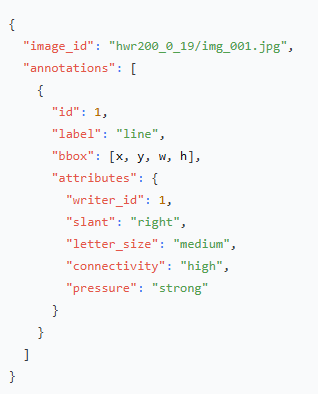 {
  "image_id": "hwr200_0_19/img_001.jpg",
  "annotations": [
    {
      "id": 1,
      "label": "line",
      "bbox": [x, y, w, h],
      "attributes": {
        "writer_id": 1,
        "slant": "right",
        "letter_size": "medium",
        "connectivity": "high",
        "pressure": "strong"
      }
    }
  ]
}